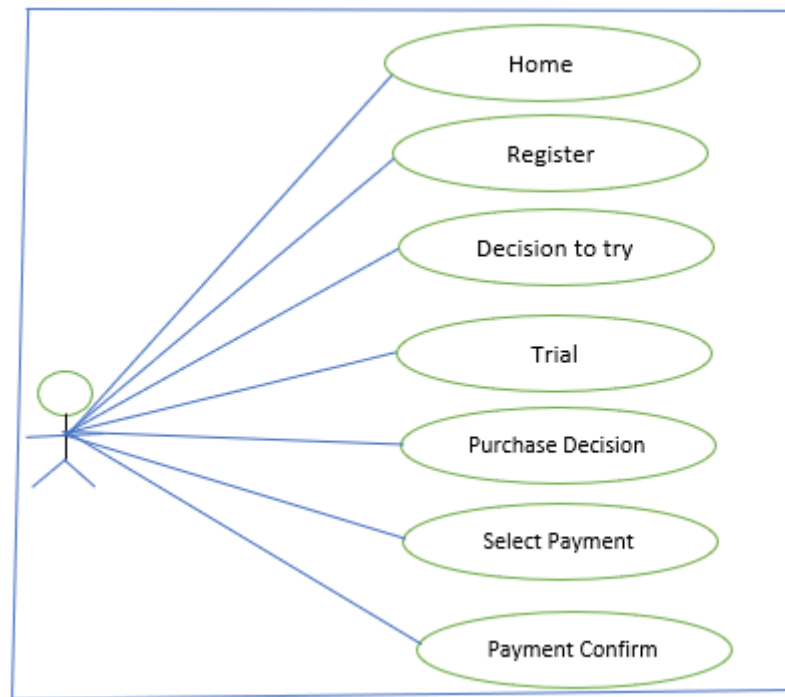 Home
Register
Decision to try
Trial
Purchase Decision
Select Payment
Payment Confirm